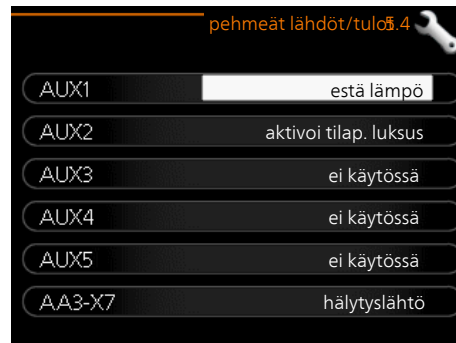 pehmeät lähdöt/tulot 5.4
AUX1 estä lämpö
AUX2 aktivoi tilap. luksus
AUX3 ei käytössä
AUX4 ei käytössä
AUX5 ei käytössä
AA3-X7 hälytyslähtö